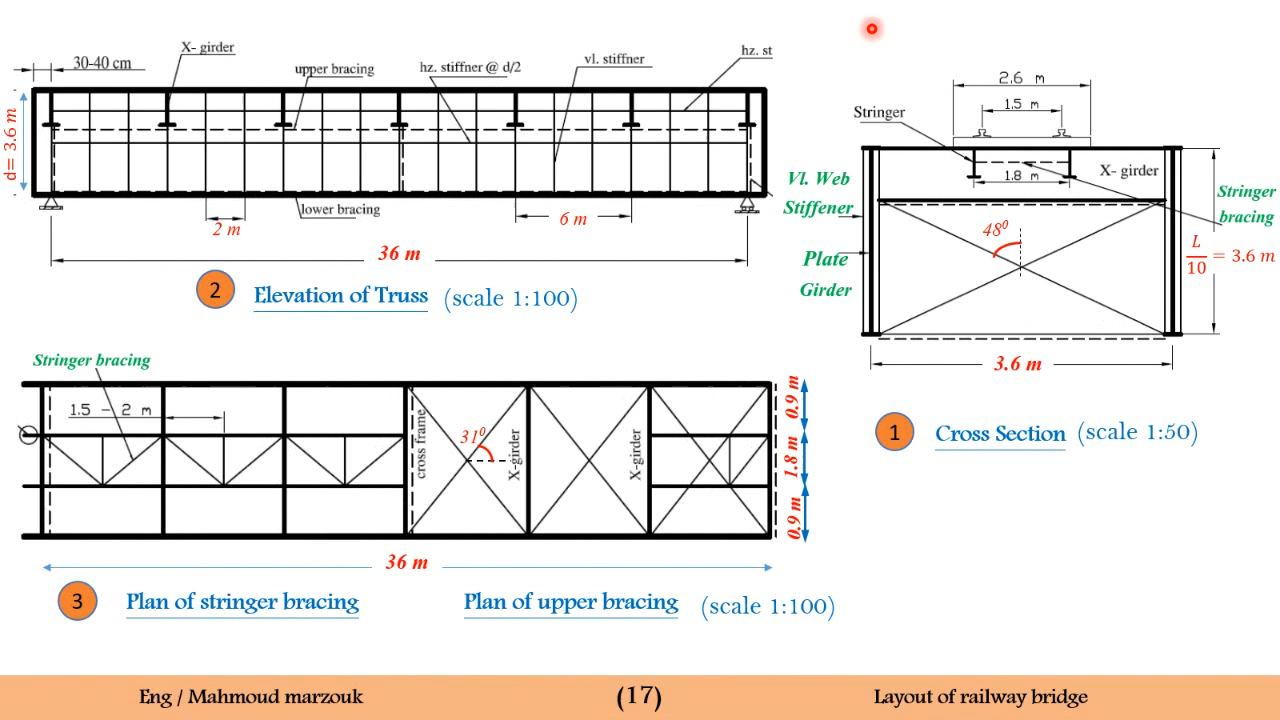 X- girder
30-40 cm
upper bracing
hz. stiffner @ d/2
vl. stiffner
hz. st
d= 3.6 m
lower bracing
2 m
6 m
36 m
2 Elevation of Truss (scale 1:100)
2.6 m
1.5 m
Stringer
1.8 m
X- girder
Vl. Web
Stiffener
Stringer
bracing
48⁰
Plate
Girder
L/10 = 3.6 m
3.6 m
1 Cross Section (scale 1:50)
Stringer bracing
1.5 - 2 m
cross frame
31⁰
X-girder
X-girder
0.9 m
1.8 m
0.9 m
36 m
3 Plan of stringer bracing Plan of upper bracing (scale 1:100)
Eng / Mahmoud marzouk (17) Layout of railway bridge